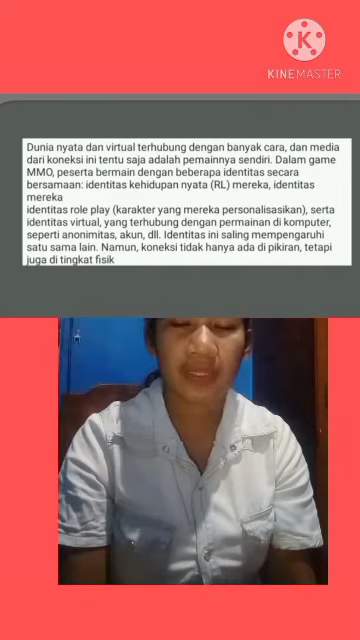 KINEMASTER
Dunia nyata dan virtual terhubung dengan banyak cara, dan media
dari koneksi ini tentu saja adalah pemainnya sendiri. Dalam game
MMO, peserta bermain dengan beberapa identitas secara
bersamaan: identitas kehidupan nyata (RL) mereka, identitas
mereka
identitas role play (karakter yang mereka personalisasikan), serta
identitas virtual, yang terhubung dengan permainan di komputer,
seperti anonimitas, akun, dll. Identitas ini saling mempengaruhi
satu sama lain. Namun, koneksi tidak hanya ada di pikiran, tetapi
juga di tingkat fisik